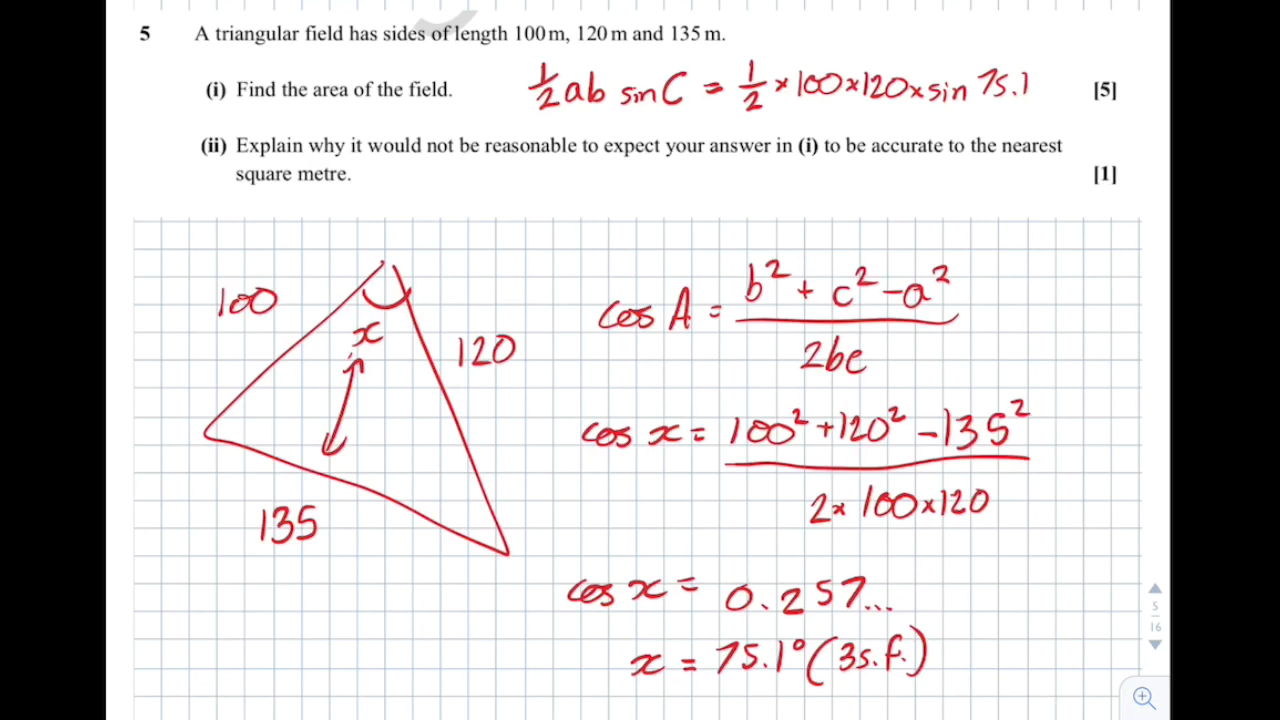 5 A triangular field has sides of length 100 m, 120 m and 135 m.
(i) Find the area of the field. ½ab sin C = ½ × 100 × 120 × sin 75.1 [5]
(ii) Explain why it would not be reasonable to expect your answer in (i) to be accurate to the nearest
square metre. [1]
100
x
120
135
cos A = b² + c² - a²
2bc
cos x = 100² + 120² - 135²
2 × 100 × 120
cos x = 0.257...
x = 75.1° (3s.f.)
5
16